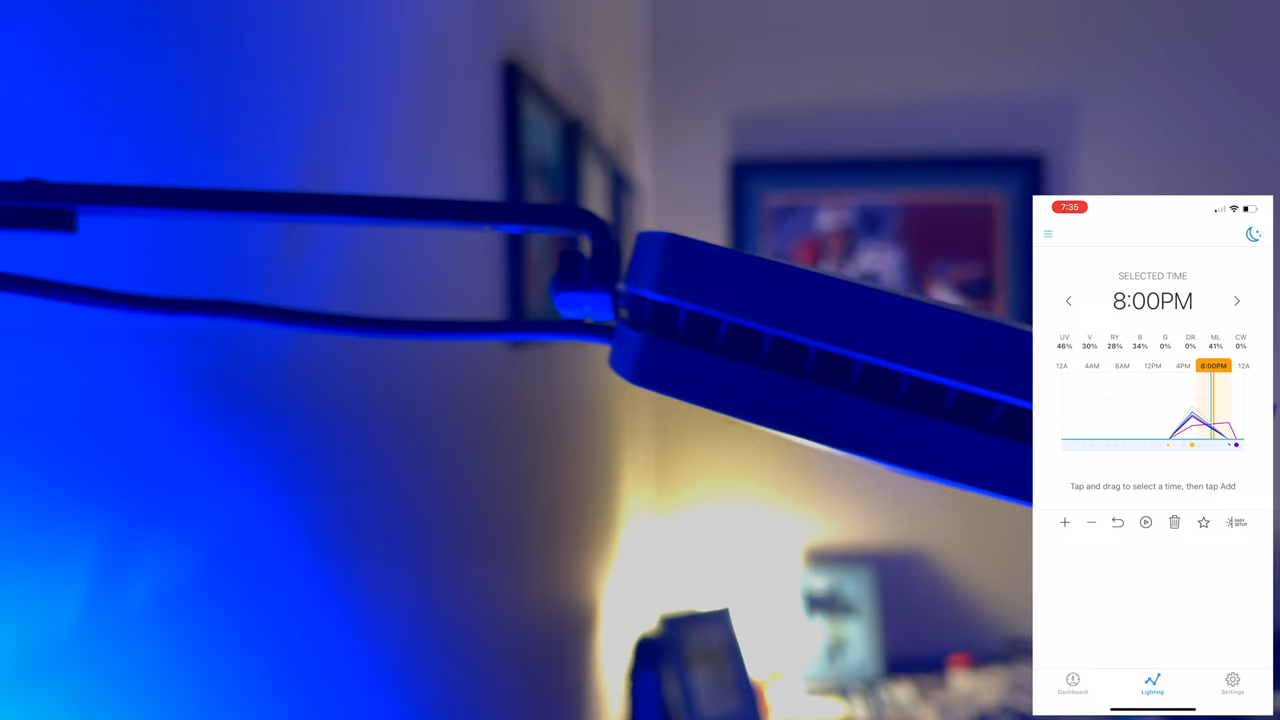 7:35
SELECTED TIME
8:00PM
UV V RY B G DR ML CW
46% 30% 28% 34% 0% 0% 41% 0%
12A 4AM 8AM 12PM 4PM 8:00PM 12A
Tap and drag to select a time, then tap Add
EASY
SETUP
Dashboard Lighting Settings